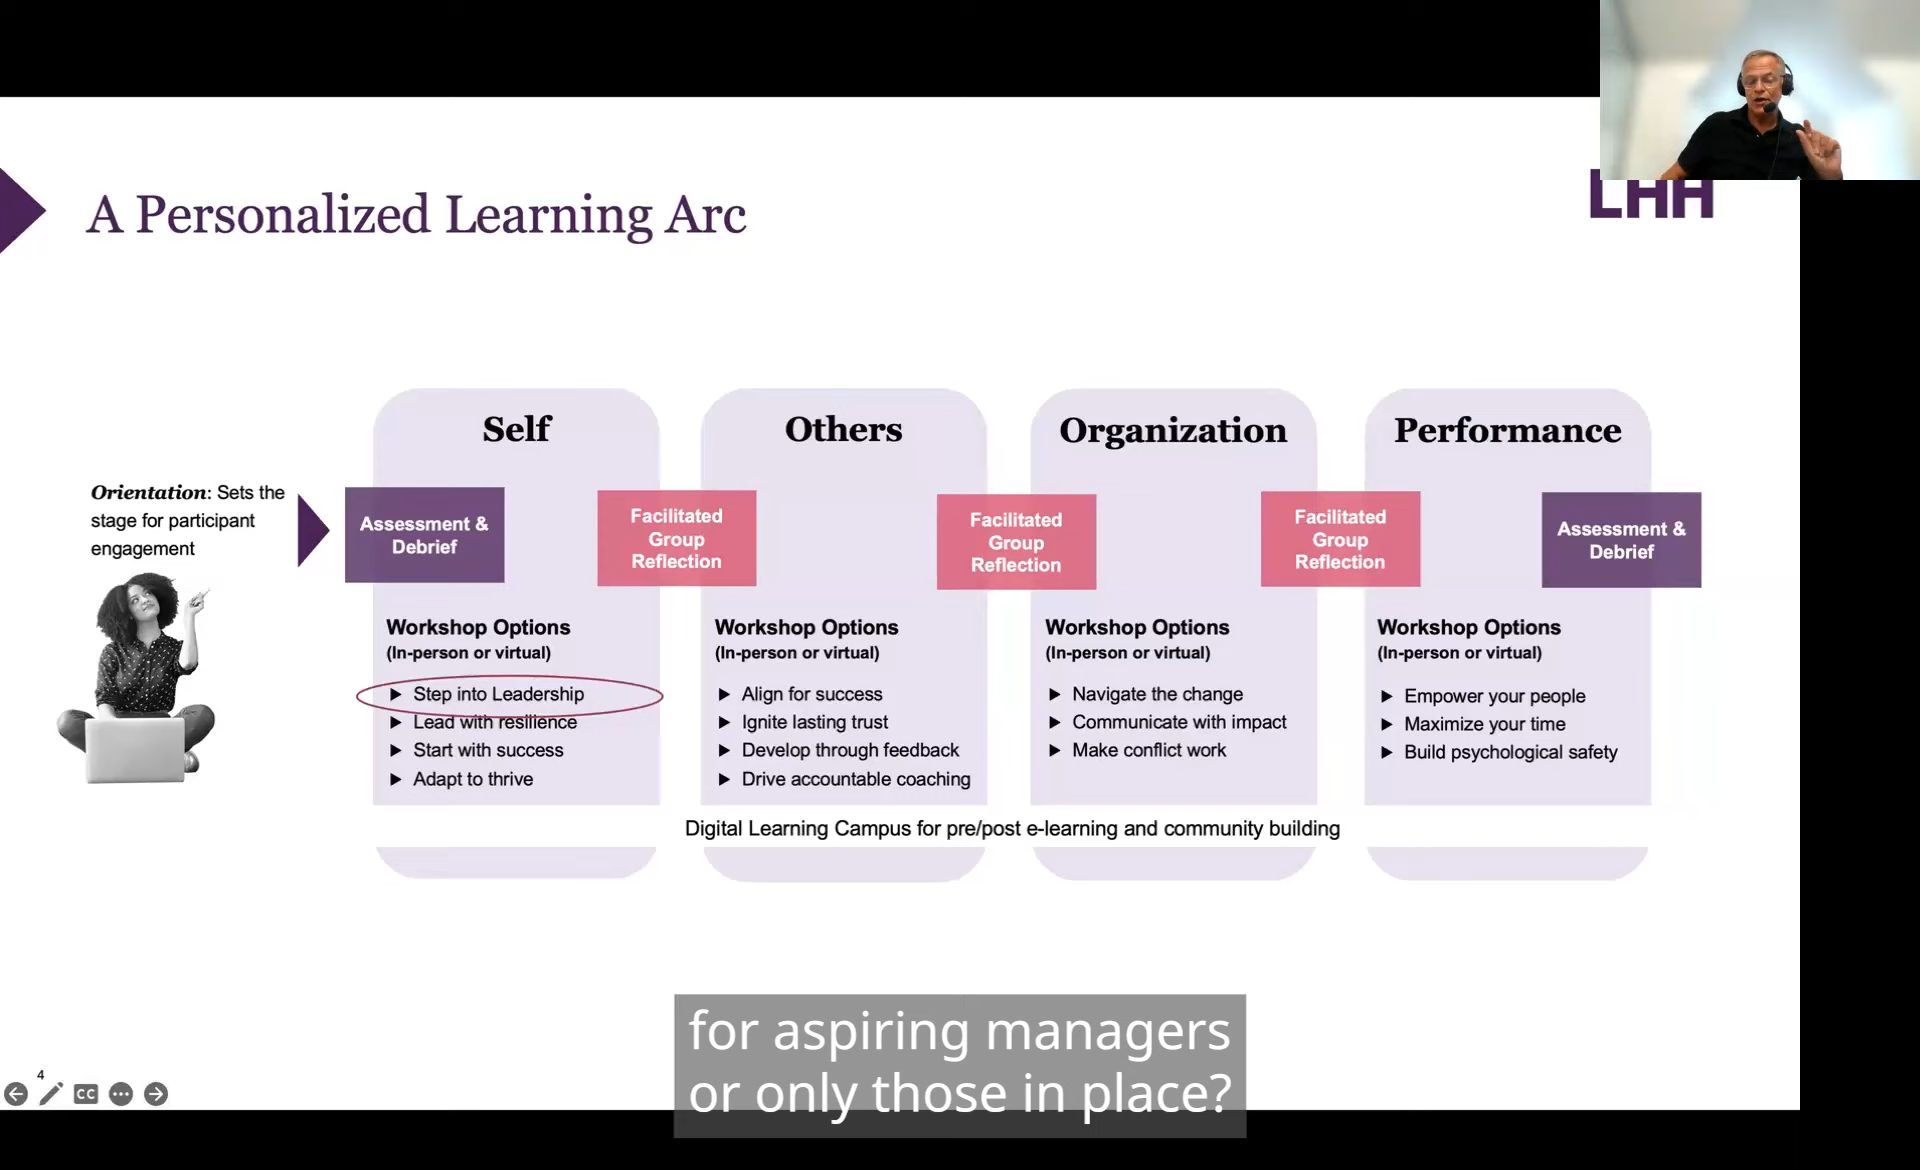 LHH
A Personalized Learning Arc
Orientation: Sets the
stage for participant
engagement
Self
Assessment &
Debrief
Workshop Options
(In-person or virtual)
Step into Leadership
Lead with resilience
Start with success
Adapt to thrive
Facilitated
Group
Reflection
Others
Workshop Options
(In-person or virtual)
Align for success
Ignite lasting trust
Develop through feedback
Drive accountable coaching
Facilitated
Group
Reflection
Organization
Workshop Options
(In-person or virtual)
Navigate the change
Communicate with impact
Make conflict work
Facilitated
Group
Reflection
Performance
Assessment &
Debrief
Workshop Options
(In-person or virtual)
Empower your people
Maximize your time
Build psychological safety
Digital Learning Campus for pre/post e-learning and community building
for aspiring managers
or only those in place?
4
CC